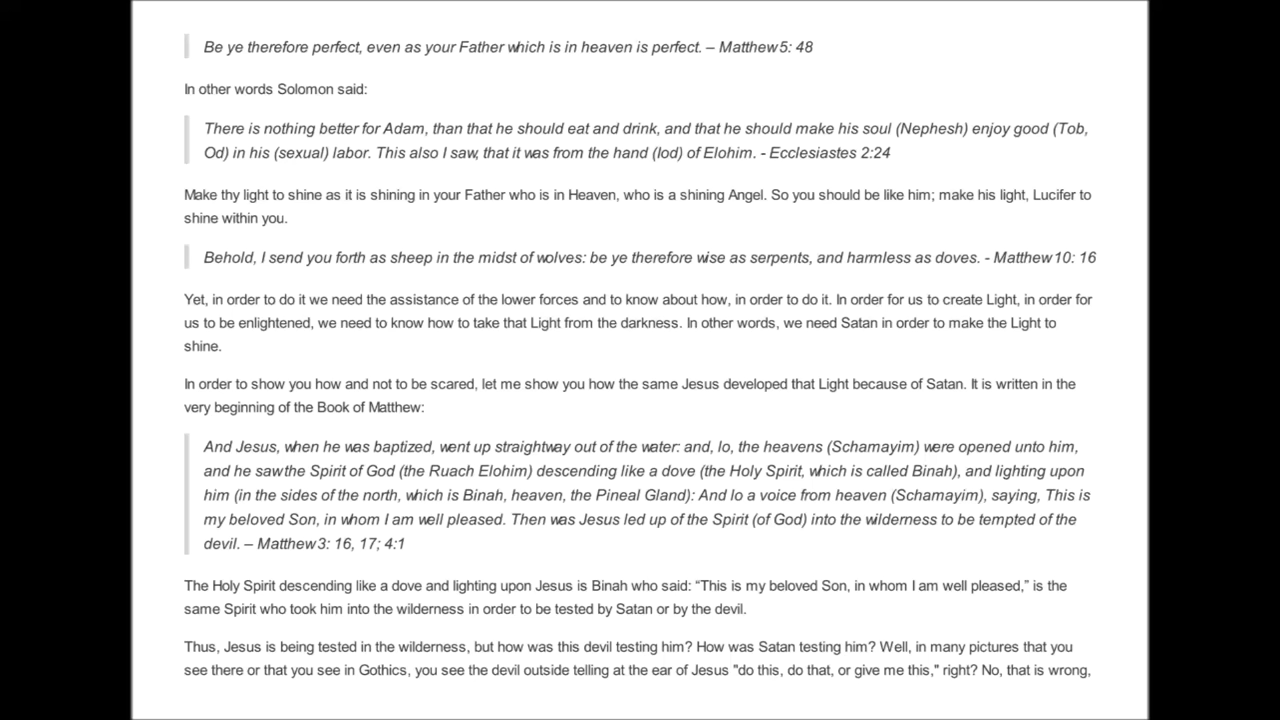 Be ye therefore perfect, even as your Father which is in heaven is perfect. – Matthew 5: 48
In other words Solomon said:
There is nothing better for Adam, than that he should eat and drink, and that he should make his soul (Nephesh) enjoy good (Tob,
Od) in his (sexual) labor. This also I saw, that it was from the hand (Iod) of Elohim. - Ecclesiastes 2:24
Make thy light to shine as it is shining in your Father who is in Heaven, who is a shining Angel. So you should be like him; make his light, Lucifer to
shine within you.
Behold, I send you forth as sheep in the midst of wolves: be ye therefore wise as serpents, and harmless as doves. - Matthew 10: 16
Yet, in order to do it we need the assistance of the lower forces and to know about how, in order to do it. In order for us to create Light, in order for
us to be enlightened, we need to know how to take that Light from the darkness. In other words, we need Satan in order to make the Light to
shine.
In order to show you how and not to be scared, let me show you how the same Jesus developed that Light because of Satan. It is written in the
very beginning of the Book of Matthew:
And Jesus, when he was baptized, went up straightway out of the water: and, lo, the heavens (Schamayim) were opened unto him,
and he saw the Spirit of God (the Ruach Elohim) descending like a dove (the Holy Spirit, which is called Binah), and lighting upon
him (in the sides of the north, which is Binah, heaven, the Pineal Gland): And lo a voice from heaven (Schamayim), saying, This is
my beloved Son, in whom I am well pleased. Then was Jesus led up of the Spirit (of God) into the wilderness to be tempted of the
devil. – Matthew 3: 16, 17; 4:1
The Holy Spirit descending like a dove and lighting upon Jesus is Binah who said: “This is my beloved Son, in whom I am well pleased,” is the
same Spirit who took him into the wilderness in order to be tested by Satan or by the devil.
Thus, Jesus is being tested in the wilderness, but how was this devil testing him? How was Satan testing him? Well, in many pictures that you
see there or that you see in Gothics, you see the devil outside telling at the ear of Jesus "do this, do that, or give me this," right? No, that is wrong,